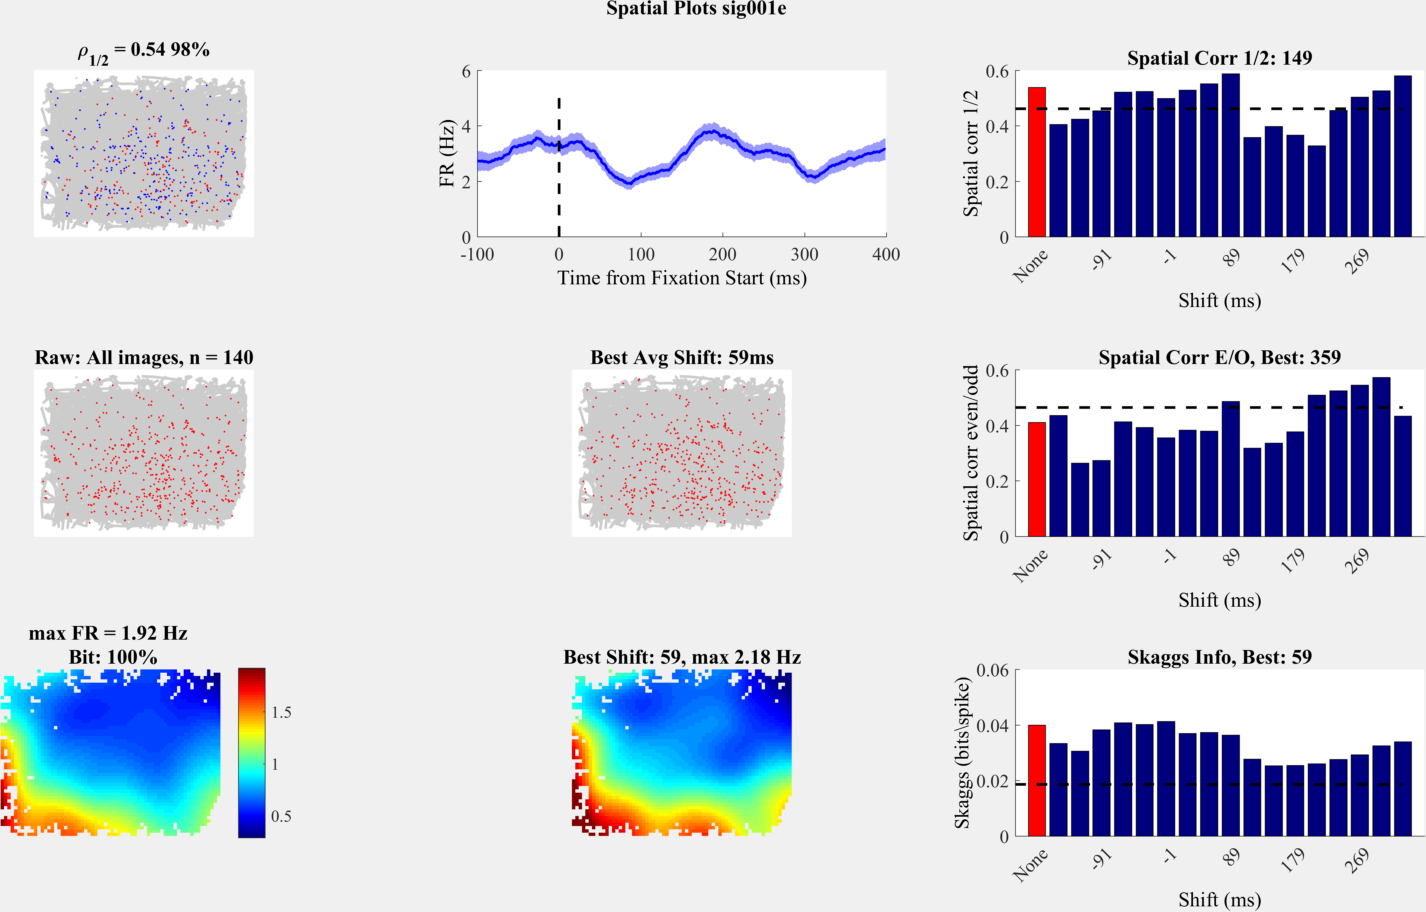 Spatial Plots sig001e
ρ1/2 = 0.54 98%
6
4
2
0
FR (Hz)
-100 0 100 200 300 400
Time from Fixation Start (ms)
Spatial Corr 1/2: 149
0.6
0.4
0.2
0
Spatial corr 1/2
None -91 -1 89 179 269
Shift (ms)
Raw: All images, n = 140
Best Avg Shift: 59ms
Spatial Corr E/O, Best: 359
0.6
0.4
0.2
0
Spatial corr even/odd
None -91 -1 89 179 269
Shift (ms)
max FR = 1.92 Hz
Bit: 100%
1.5
1
0.5
Best Shift: 59, max 2.18 Hz
Skaggs Info, Best: 59
0.06
0.04
0.02
0
Skaggs (bits\spike)
None -91 -1 89 179 269
Shift (ms)